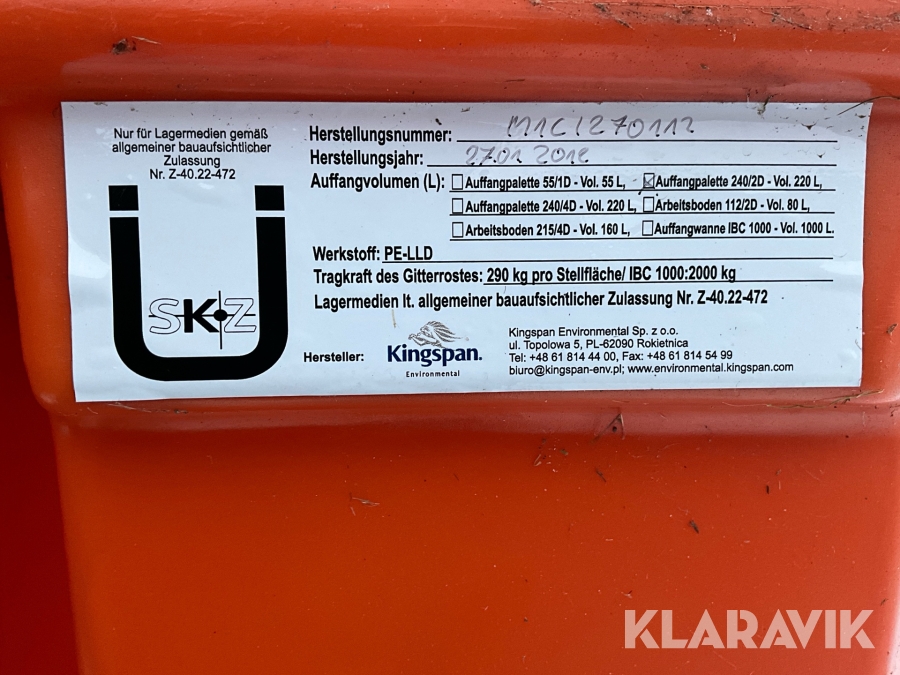 Nur für Lagermedien gemäß
allgemeiner bauaufsichtlicher
Zulassung
Nr. Z-40.22-472
SKZ
Herstellungsnummer: M1C1270112
Herstellungsjahr: 27.01 2012
Auffangvolumen (L): Auffangpalette 55/1D - Vol. 55 L, Auffangpalette 240/2D - Vol. 220 L,
Auffangpalette 240/4D - Vol. 220 L, Arbeitsboden 112/2D - Vol. 80 L,
Arbeitsboden 215/4D - Vol. 160 L, Auffangwanne IBC 1000 - Vol. 1000 L.
Werkstoff: PE-LLD
Tragkraft des Gitterrostes: 290 kg pro Stellfläche/ IBC 1000:2000 kg
Lagermedien lt. allgemeiner bauaufsichtlicher Zulassung Nr. Z-40.22-472
Hersteller: Kingspan.
Environmental
Kingspan Environmental Sp. z o.o.
ul. Topolowa 5, PL-62090 Rokietnica
Tel: +48 61 814 44 00, Fax: +48 61 814 54 99
biuro@kingspan-env.pl; www.environmental.kingspan.com
KLARAVIK